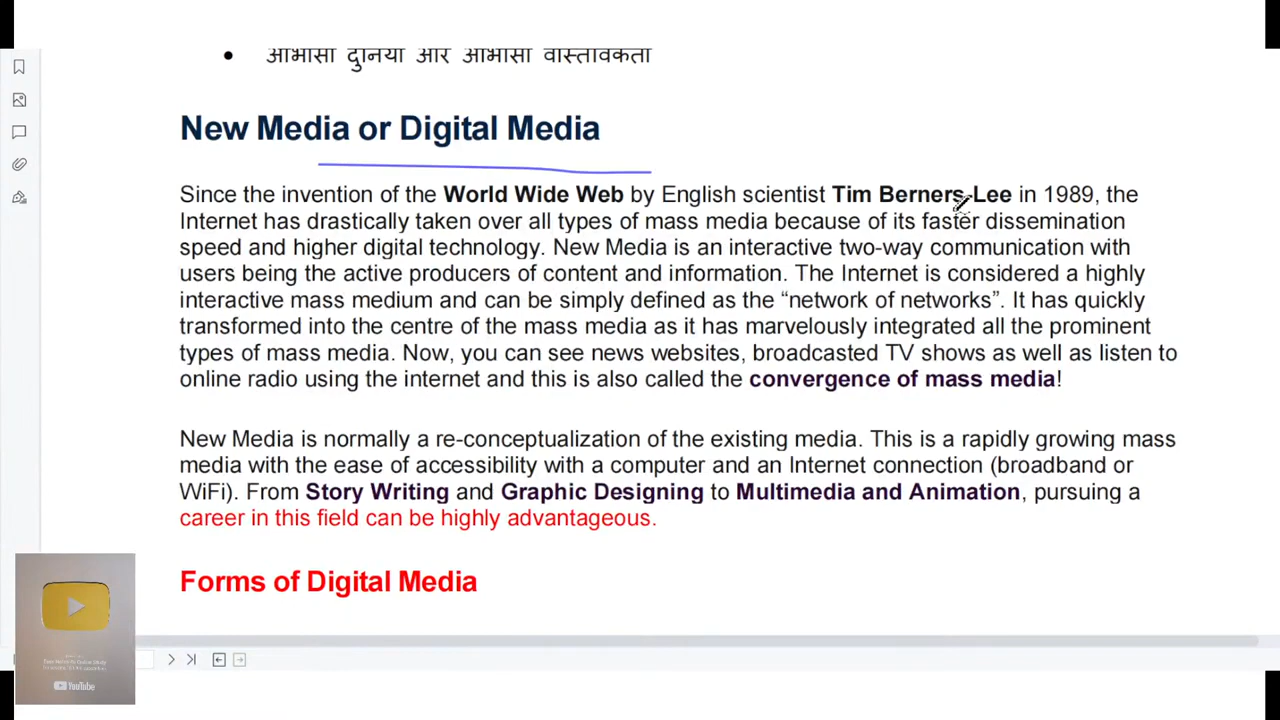 • आभासी दुनिया और आभासी वास्तविकता
New Media or Digital Media
Since the invention of the World Wide Web by English scientist Tim Berners-Lee in 1989, the
Internet has drastically taken over all types of mass media because of its faster dissemination
speed and higher digital technology. New Media is an interactive two-way communication with
users being the active producers of content and information. The Internet is considered a highly
interactive mass medium and can be simply defined as the “network of networks”. It has quickly
transformed into the centre of the mass media as it has marvelously integrated all the prominent
types of mass media. Now, you can see news websites, broadcasted TV shows as well as listen to
online radio using the internet and this is also called the convergence of mass media!
New Media is normally a re-conceptualization of the existing media. This is a rapidly growing mass
media with the ease of accessibility with a computer and an Internet connection (broadband or
WiFi). From Story Writing and Graphic Designing to Multimedia and Animation, pursuing a
career in this field can be highly advantageous.
Forms of Digital Media
YouTube